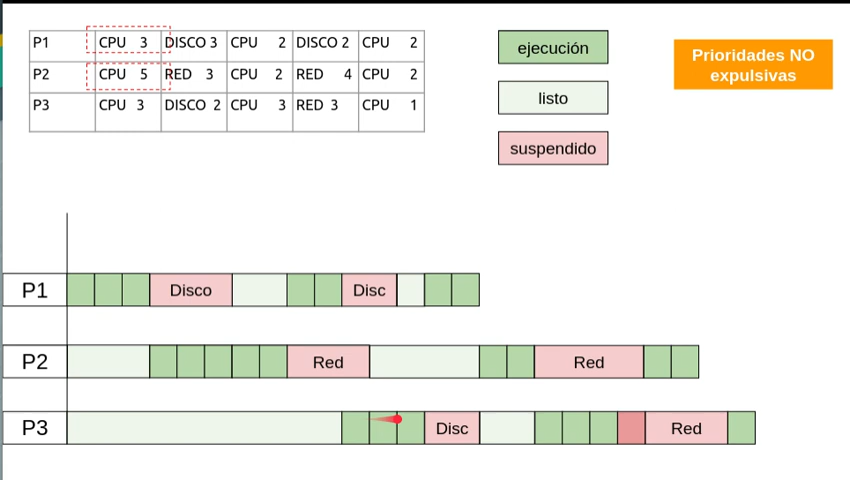 P1 CPU 3 DISCO 3 CPU 2 DISCO 2 CPU 2
P2 CPU 5 RED 3 CPU 2 RED 4 CPU 2
P3 CPU 3 DISCO 2 CPU 3 RED 3 CPU 1
ejecución
listo
suspendido
Prioridades NO
expulsivas
P1 Disco Disc
P2 Red Red
P3 Disc Red